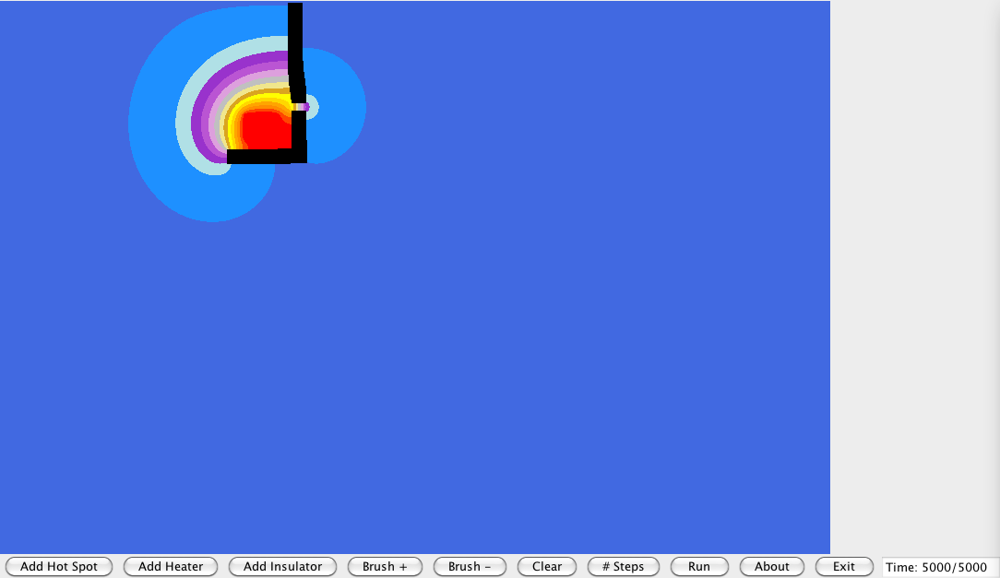 Add Hot Spot Add Heater Add Insulator Brush + Brush – Clear # Steps Run About Exit Time: 5000/5000